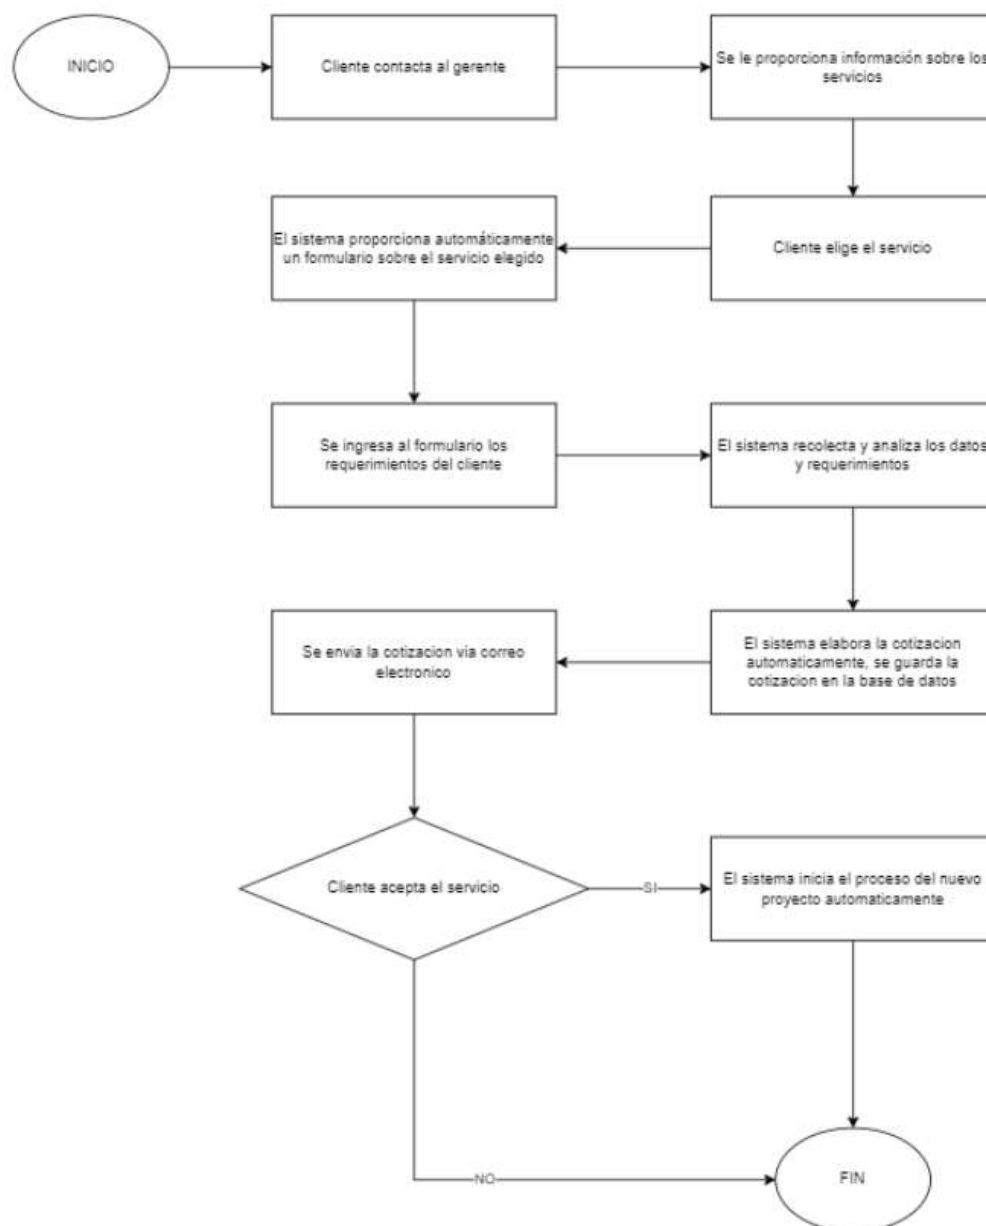 INICIO
Cliente contacta al gerente
Se le proporciona información sobre los
servicios
Cliente elige el servicio
El sistema proporciona automáticamente
un formulario sobre el servicio elegido
Se ingresa al formulario los
requerimientos del cliente
El sistema recolecta y analiza los datos
y requerimientos
El sistema elabora la cotizacion
automaticamente, se guarda la
cotizacion en la base de datos
Se envia la cotizacion via correo
electronico
Cliente acepta el servicio
SI
El sistema inicia el proceso del nuevo
proyecto automaticamente
NO
FIN